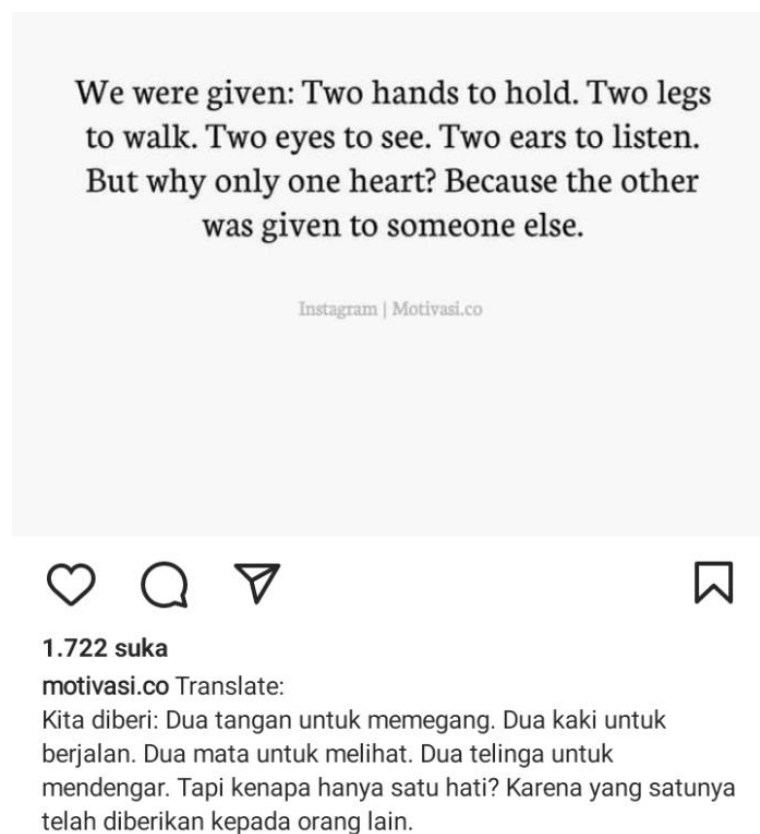 We were given: Two hands to hold. Two legs
to walk. Two eyes to see. Two ears to listen.
But why only one heart? Because the other
was given to someone else.
Instagram | Motivasi.co
1.722 suka
motivasi.co Translate:
Kita diberi: Dua tangan untuk memegang. Dua kaki untuk
berjalan. Dua mata untuk melihat. Dua telinga untuk
mendengar. Tapi kenapa hanya satu hati? Karena yang satunya
telah diberikan kepada orang lain.